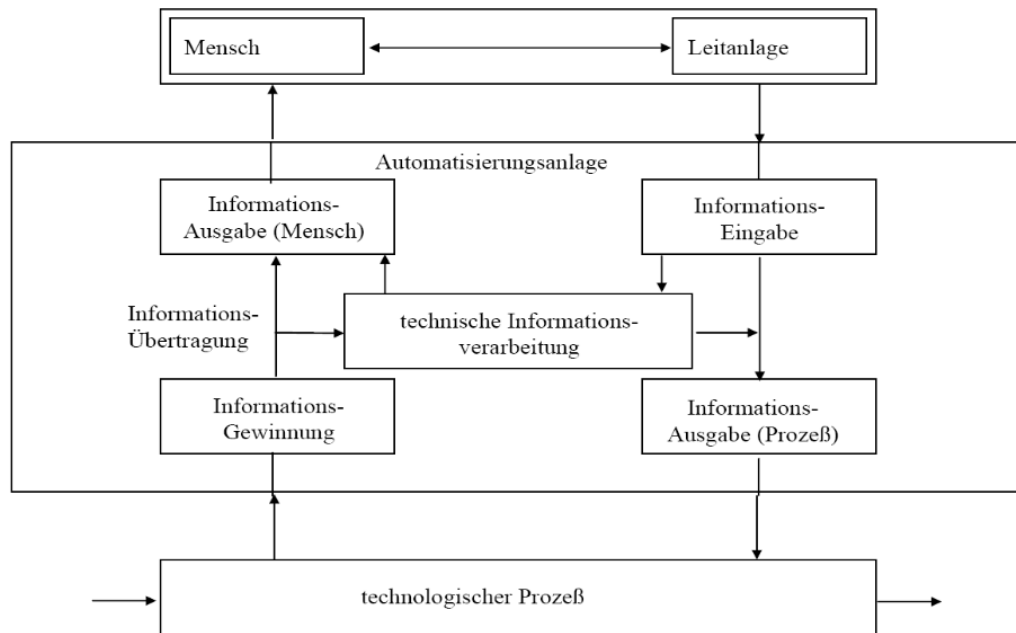 Mensch
Leitanlage
Automatisierungsanlage
Informations-
Ausgabe (Mensch)
Informations-
Eingabe
Informations-
Übertragung
technische Informations-
verarbeitung
Informations-
Gewinnung
Informations-
Ausgabe (Prozeß)
technologischer Prozeß